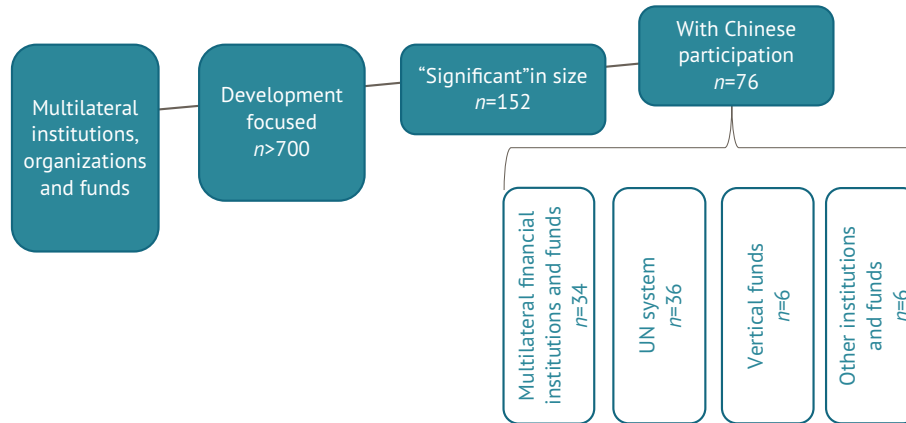 Multilateral
institutions,
organizations
and funds
Development
focused
n>700
“Significant”in size
n=152
With Chinese
participation
n=76
Multilateral financial
institutions and funds
n=34
UN system
n=36
Vertical funds
n=6
Other institutions
and funds
n=6